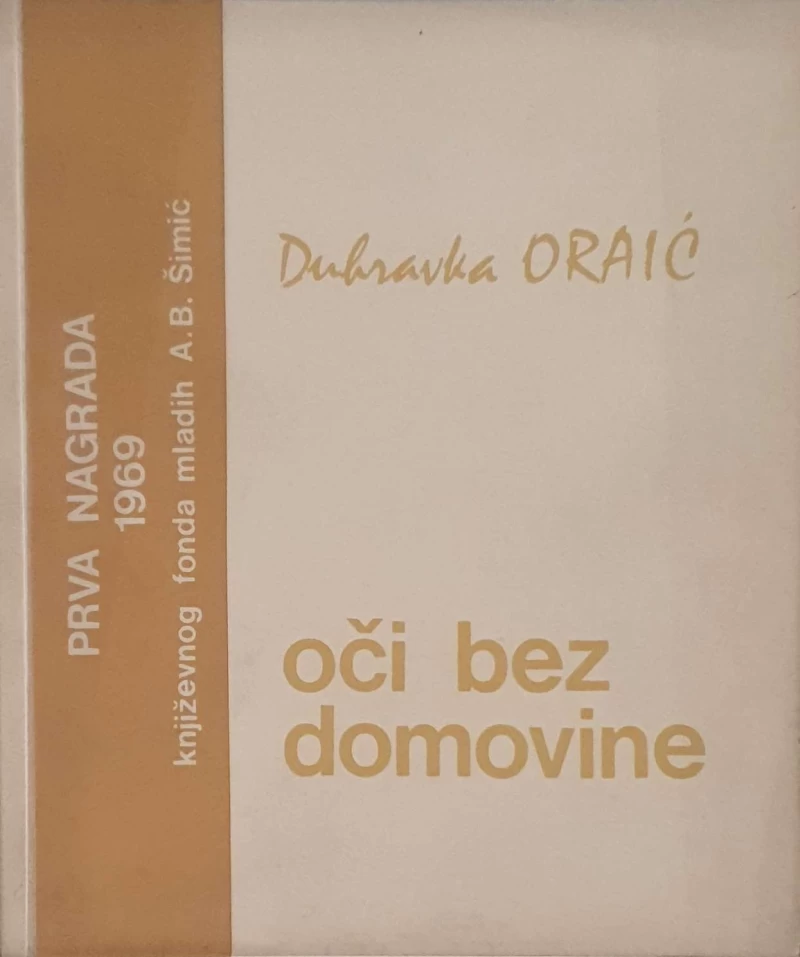 PRVA NAGRADA
1969
književnog fonda mladih A.B. Šimić
Dubravka ORAIĆ
oči bez
domovine